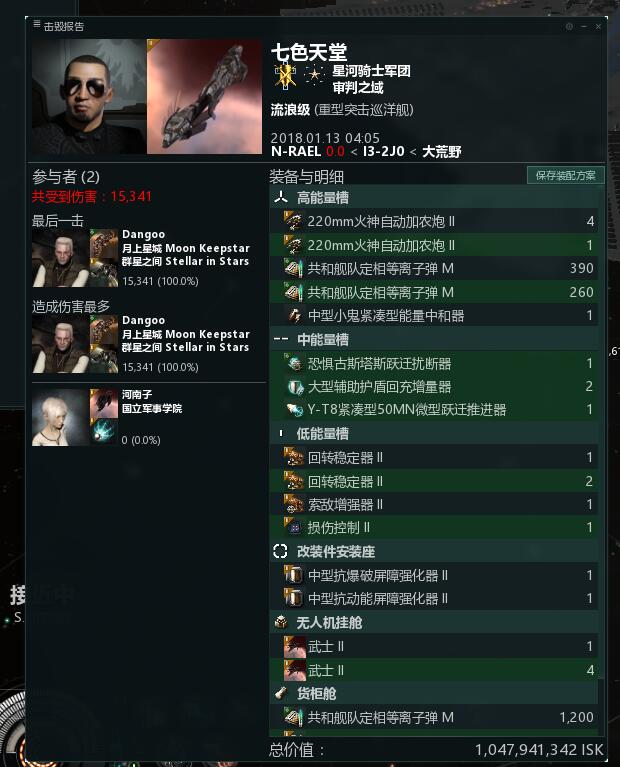 击毁报告
七色天堂
星河骑士军团
审判之域
流浪级 (重型突击巡洋舰)
2018.01.13 04:05
N-RAEL 0.0 < I3-2J0 < 大荒野
参与者 (2)
共受到伤害：15,341
最后一击
Dangoo
月上星城 Moon Keepstar
群星之间 Stellar in Stars
15,341 (100.0%)
造成伤害最多
Dangoo
月上星城 Moon Keepstar
群星之间 Stellar in Stars
15,341 (100.0%)
河南子
国立军事学院
0 (0.0%)
装备与明细
保存装配方案
高能量槽
220mm火神自动加农炮 II 4
220mm火神自动加农炮 II 1
共和舰队定相等离子弹 M 390
共和舰队定相等离子弹 M 260
中型小鬼紧凑型能量中和器 1
中能量槽
恐惧古斯塔斯跃迁扰断器 1
大型辅助护盾回充增量器 2
Y-T8紧凑型50MN微型跃迁推进器 1
低能量槽
回转稳定器 II 1
回转稳定器 II 2
索敌增强器 II 1
损伤控制 II 1
改装件安装座
中型抗爆破屏障强化器 II 1
中型抗动能屏障强化器 II 1
无人机挂舱
武士 II 1
武士 II 4
货柜舱
共和舰队定相等离子弹 M 1,200
总价值： 1,047,941,342 ISK